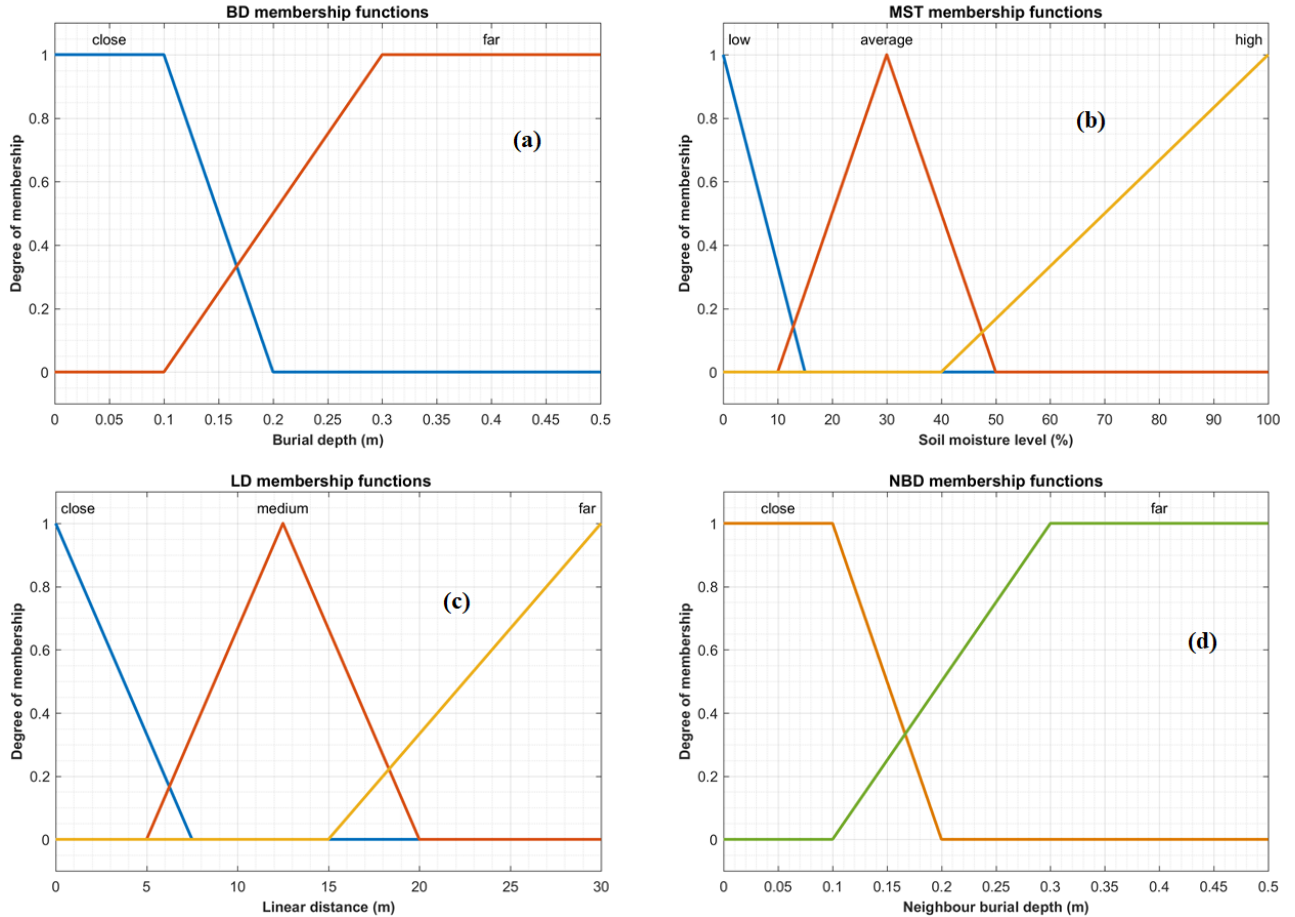 BD membership functions
close
far
(a)
Degree of membership
1
0.8
0.6
0.4
0.2
0
0 0.05 0.1 0.15 0.2 0.25 0.3 0.35 0.4 0.45 0.5
Burial depth (m)
MST membership functions
low
average
high
(b)
Degree of membership
1
0.8
0.6
0.4
0.2
0
0 10 20 30 40 50 60 70 80 90 100
Soil moisture level (%)
LD membership functions
close
medium
far
(c)
Degree of membership
1
0.8
0.6
0.4
0.2
0
0 5 10 15 20 25 30
Linear distance (m)
NBD membership functions
close
far
(d)
Degree of membership
1
0.8
0.6
0.4
0.2
0
0 0.05 0.1 0.15 0.2 0.25 0.3 0.35 0.4 0.45 0.5
Neighbour burial depth (m)